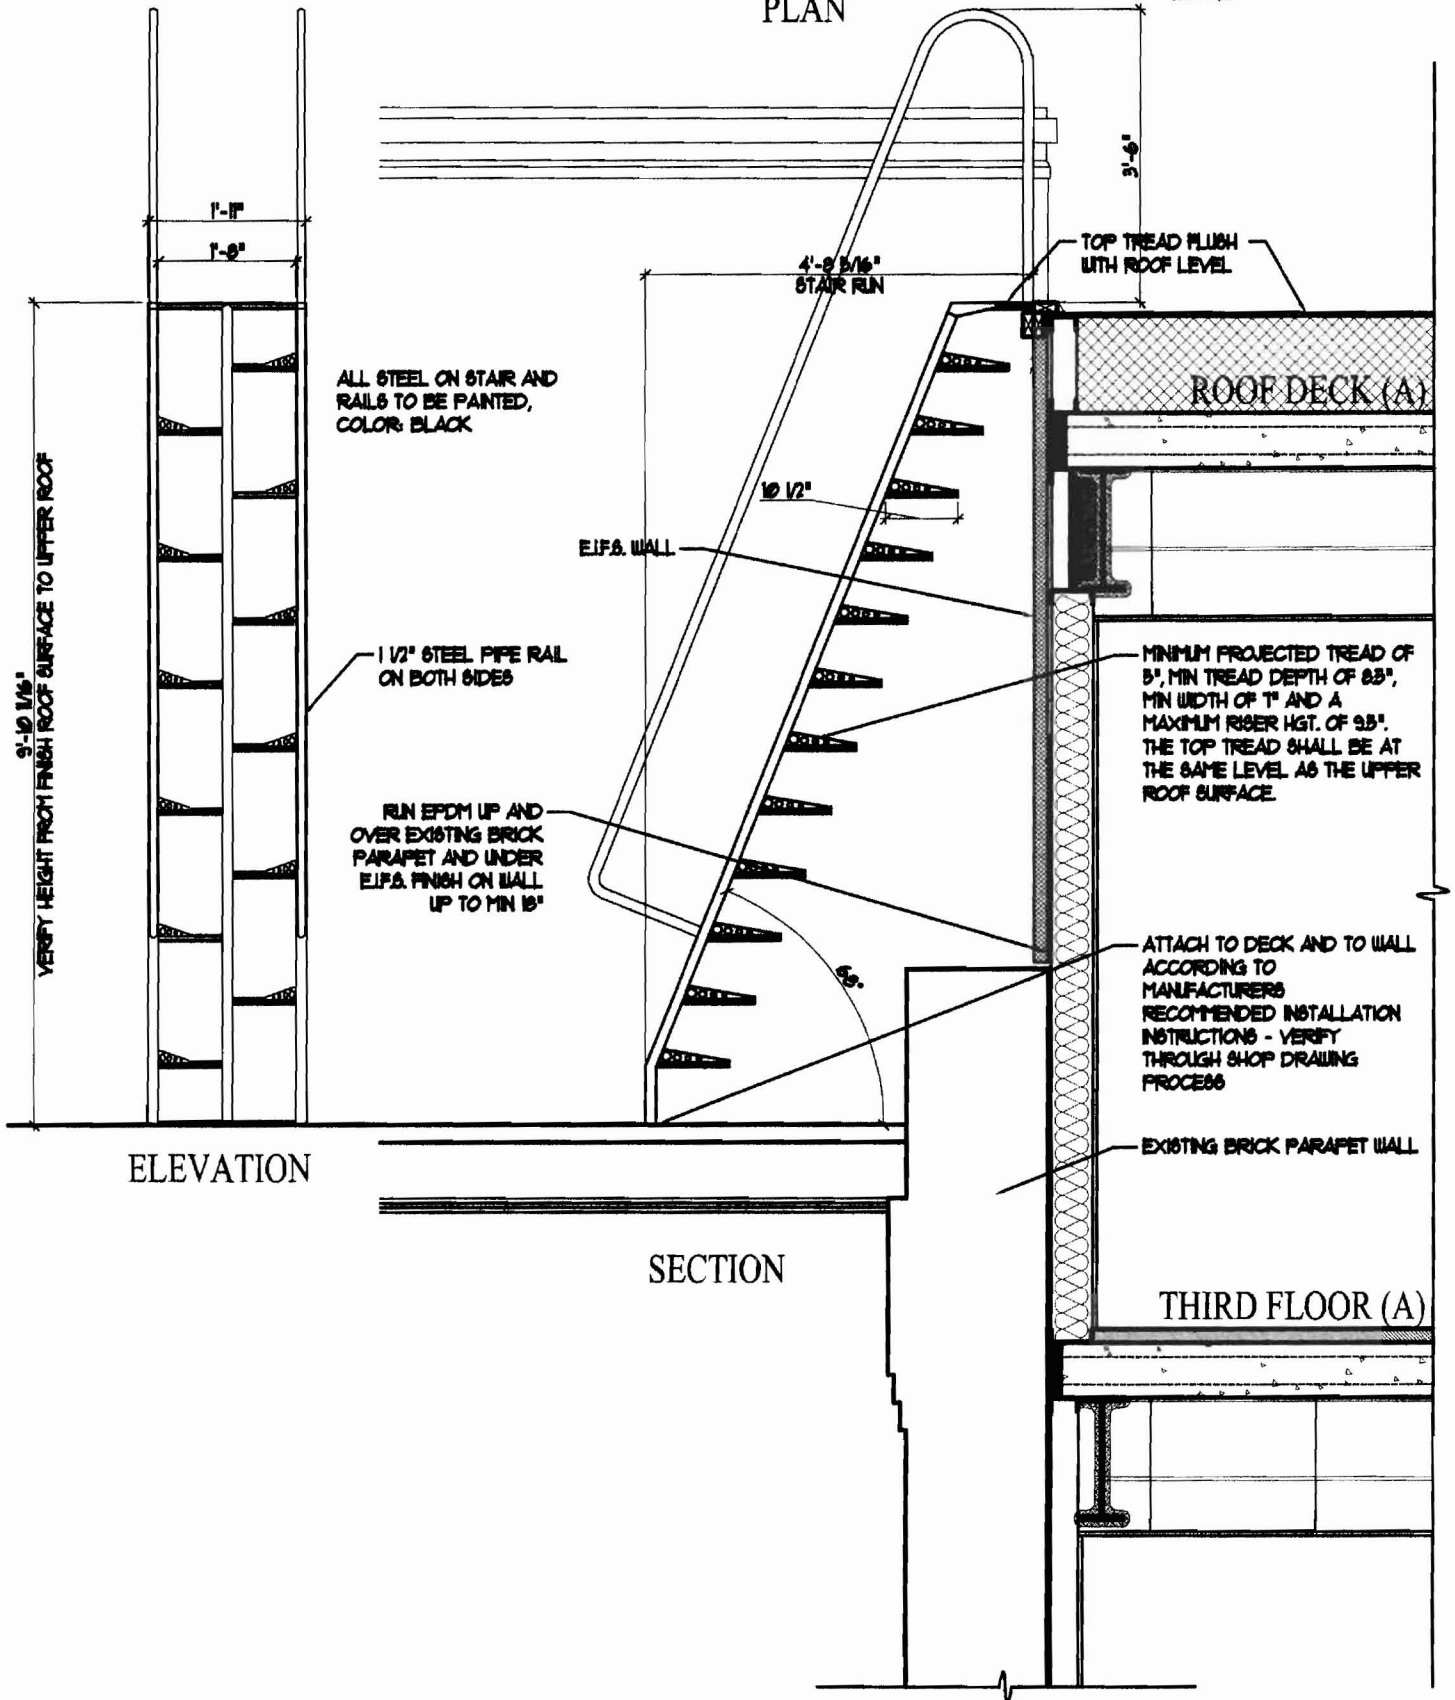 PLAN
1'-11"
1'-8"
3'-6"
TOP TREAD FLUSH
WITH ROOF LEVEL
4'-8 5/16"
STAIR RUN
ALL STEEL ON STAIR AND
RAILS TO BE PAINTED,
COLOR: BLACK
ROOF DECK (A)
10 1/2"
E.I.F.S. WALL
9'-10 1/16"
VERIFY HEIGHT FROM FINISH ROOF SURFACE TO UPPER ROOF
1 1/2" STEEL PIPE RAIL
ON BOTH SIDES
MINIMUM PROJECTED TREAD OF
5", MIN TREAD DEPTH OF 8.5",
MIN WIDTH OF 7" AND A
MAXIMUM RISER HGT. OF 9.5".
THE TOP TREAD SHALL BE AT
THE SAME LEVEL AS THE UPPER
ROOF SURFACE.
RUN EPDM UP AND
OVER EXISTING BRICK
PARAPET AND UNDER
E.I.F.S. FINISH ON WALL
UP TO MIN 18"
68°
ATTACH TO DECK AND TO WALL
ACCORDING TO
MANUFACTURERS
RECOMMENDED INSTALLATION
INSTRUCTIONS - VERIFY
THROUGH SHOP DRAWING
PROCESS
EXISTING BRICK PARAPET WALL
ELEVATION
SECTION
THIRD FLOOR (A)